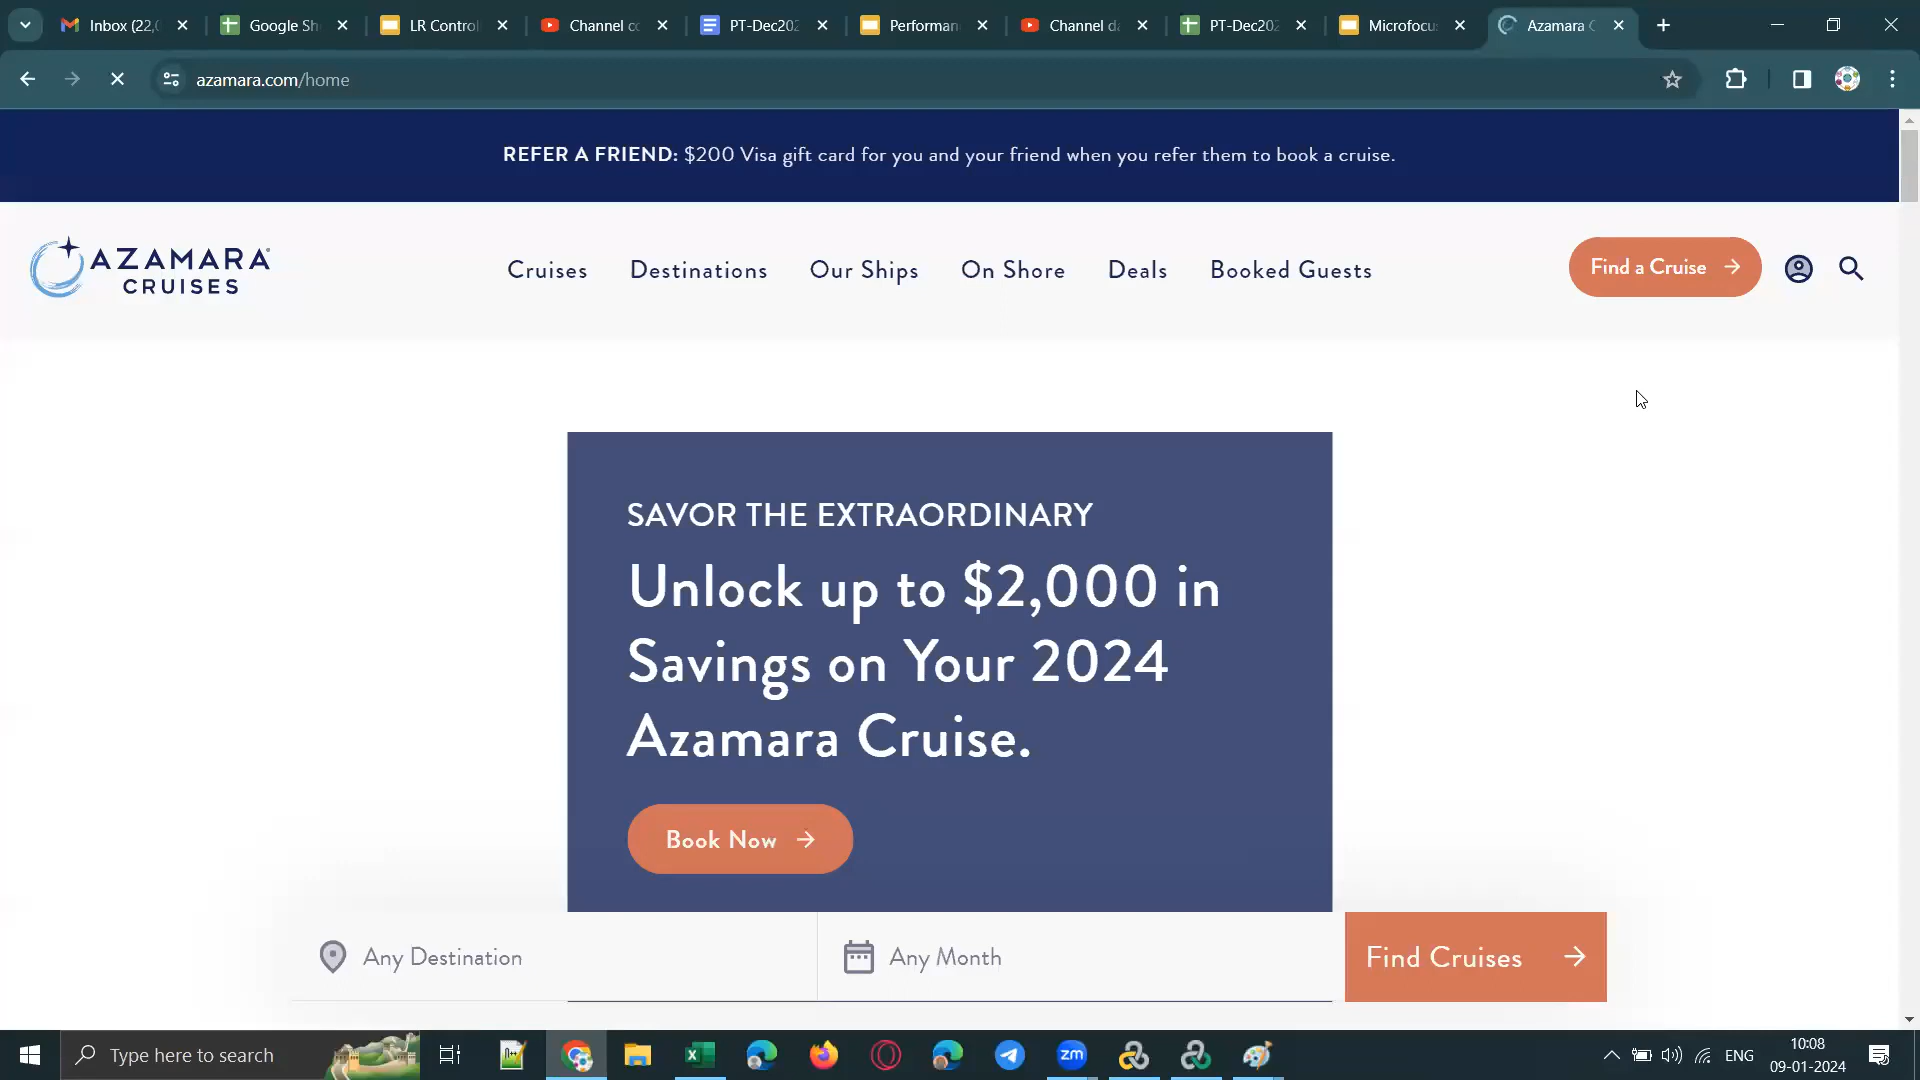 Inbox (22,
Google Sh
LR Control
Channel
PT-Dec202
Performan
Channel
PT-Dec202
Microfocu
Azamara
azamara.com/home
REFER A FRIEND: $200 Visa gift card for you and your friend when you refer them to book a cruise.
AZAMARA
CRUISES
Cruises
Destinations
Our Ships
On Shore
Deals
Booked Guests
Find a Cruise
SAVOR THE EXTRAORDINARY
Unlock up to $2,000 in
Savings on Your 2024
Azamara Cruise.
Book Now
Any Destination
Any Month
Find Cruises
Type here to search
zm
ENG
10:08
09-01-2024